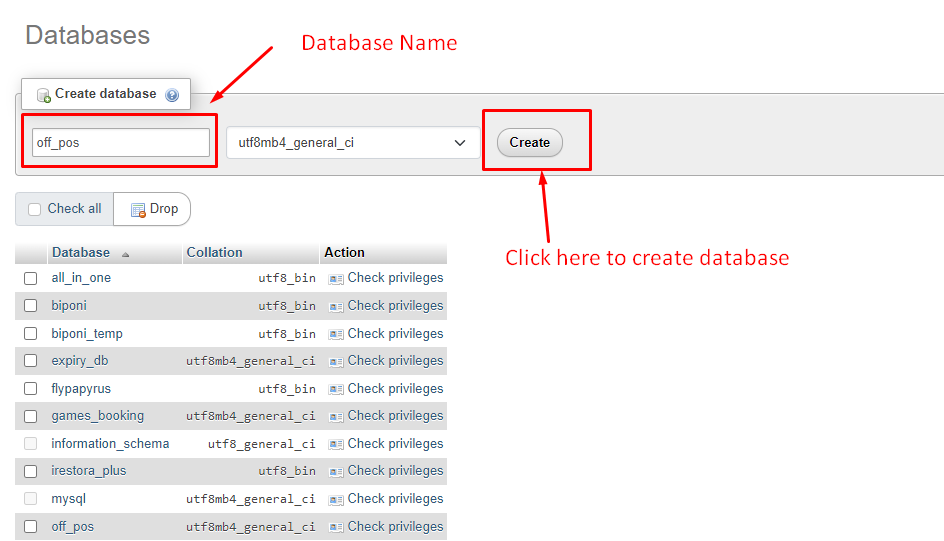 Databases
Database Name
Create database
off_pos
utf8mb4_general_ci
Create
Check all
Drop
Click here to create database
Database Collation Action
all_in_one utf8_bin Check privileges
biponi utf8_bin Check privileges
biponi_temp utf8_bin Check privileges
expiry_db utf8mb4_general_ci Check privileges
flypapyrus utf8_bin Check privileges
games_booking utf8mb4_general_ci Check privileges
information_schema utf8_general_ci Check privileges
irestora_plus utf8_bin Check privileges
mysql utf8mb4_general_ci Check privileges
off_pos utf8mb4_general_ci Check privileges